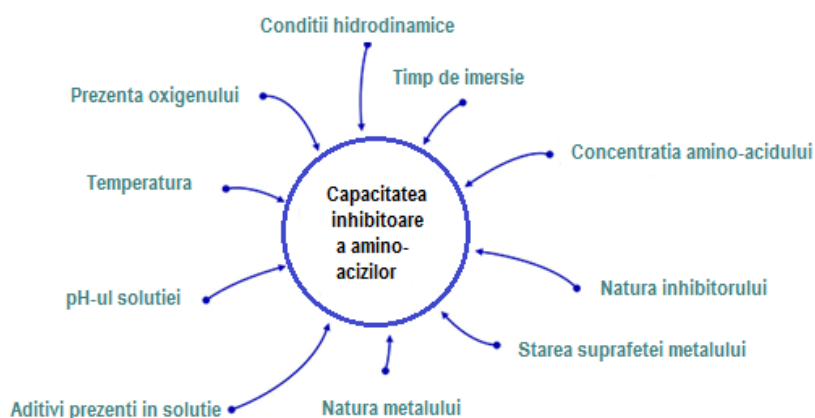 Conditii hidrodinamice
Timp de imersie
Prezenta oxigenului
Concentratia amino-acidului
Temperatura
Capacitatea
inhibitoare
a amino-
acizilor
Natura inhibitorului
pH-ul solutiei
Starea suprafetei metalului
Aditivi prezenti in solutie
Natura metalului